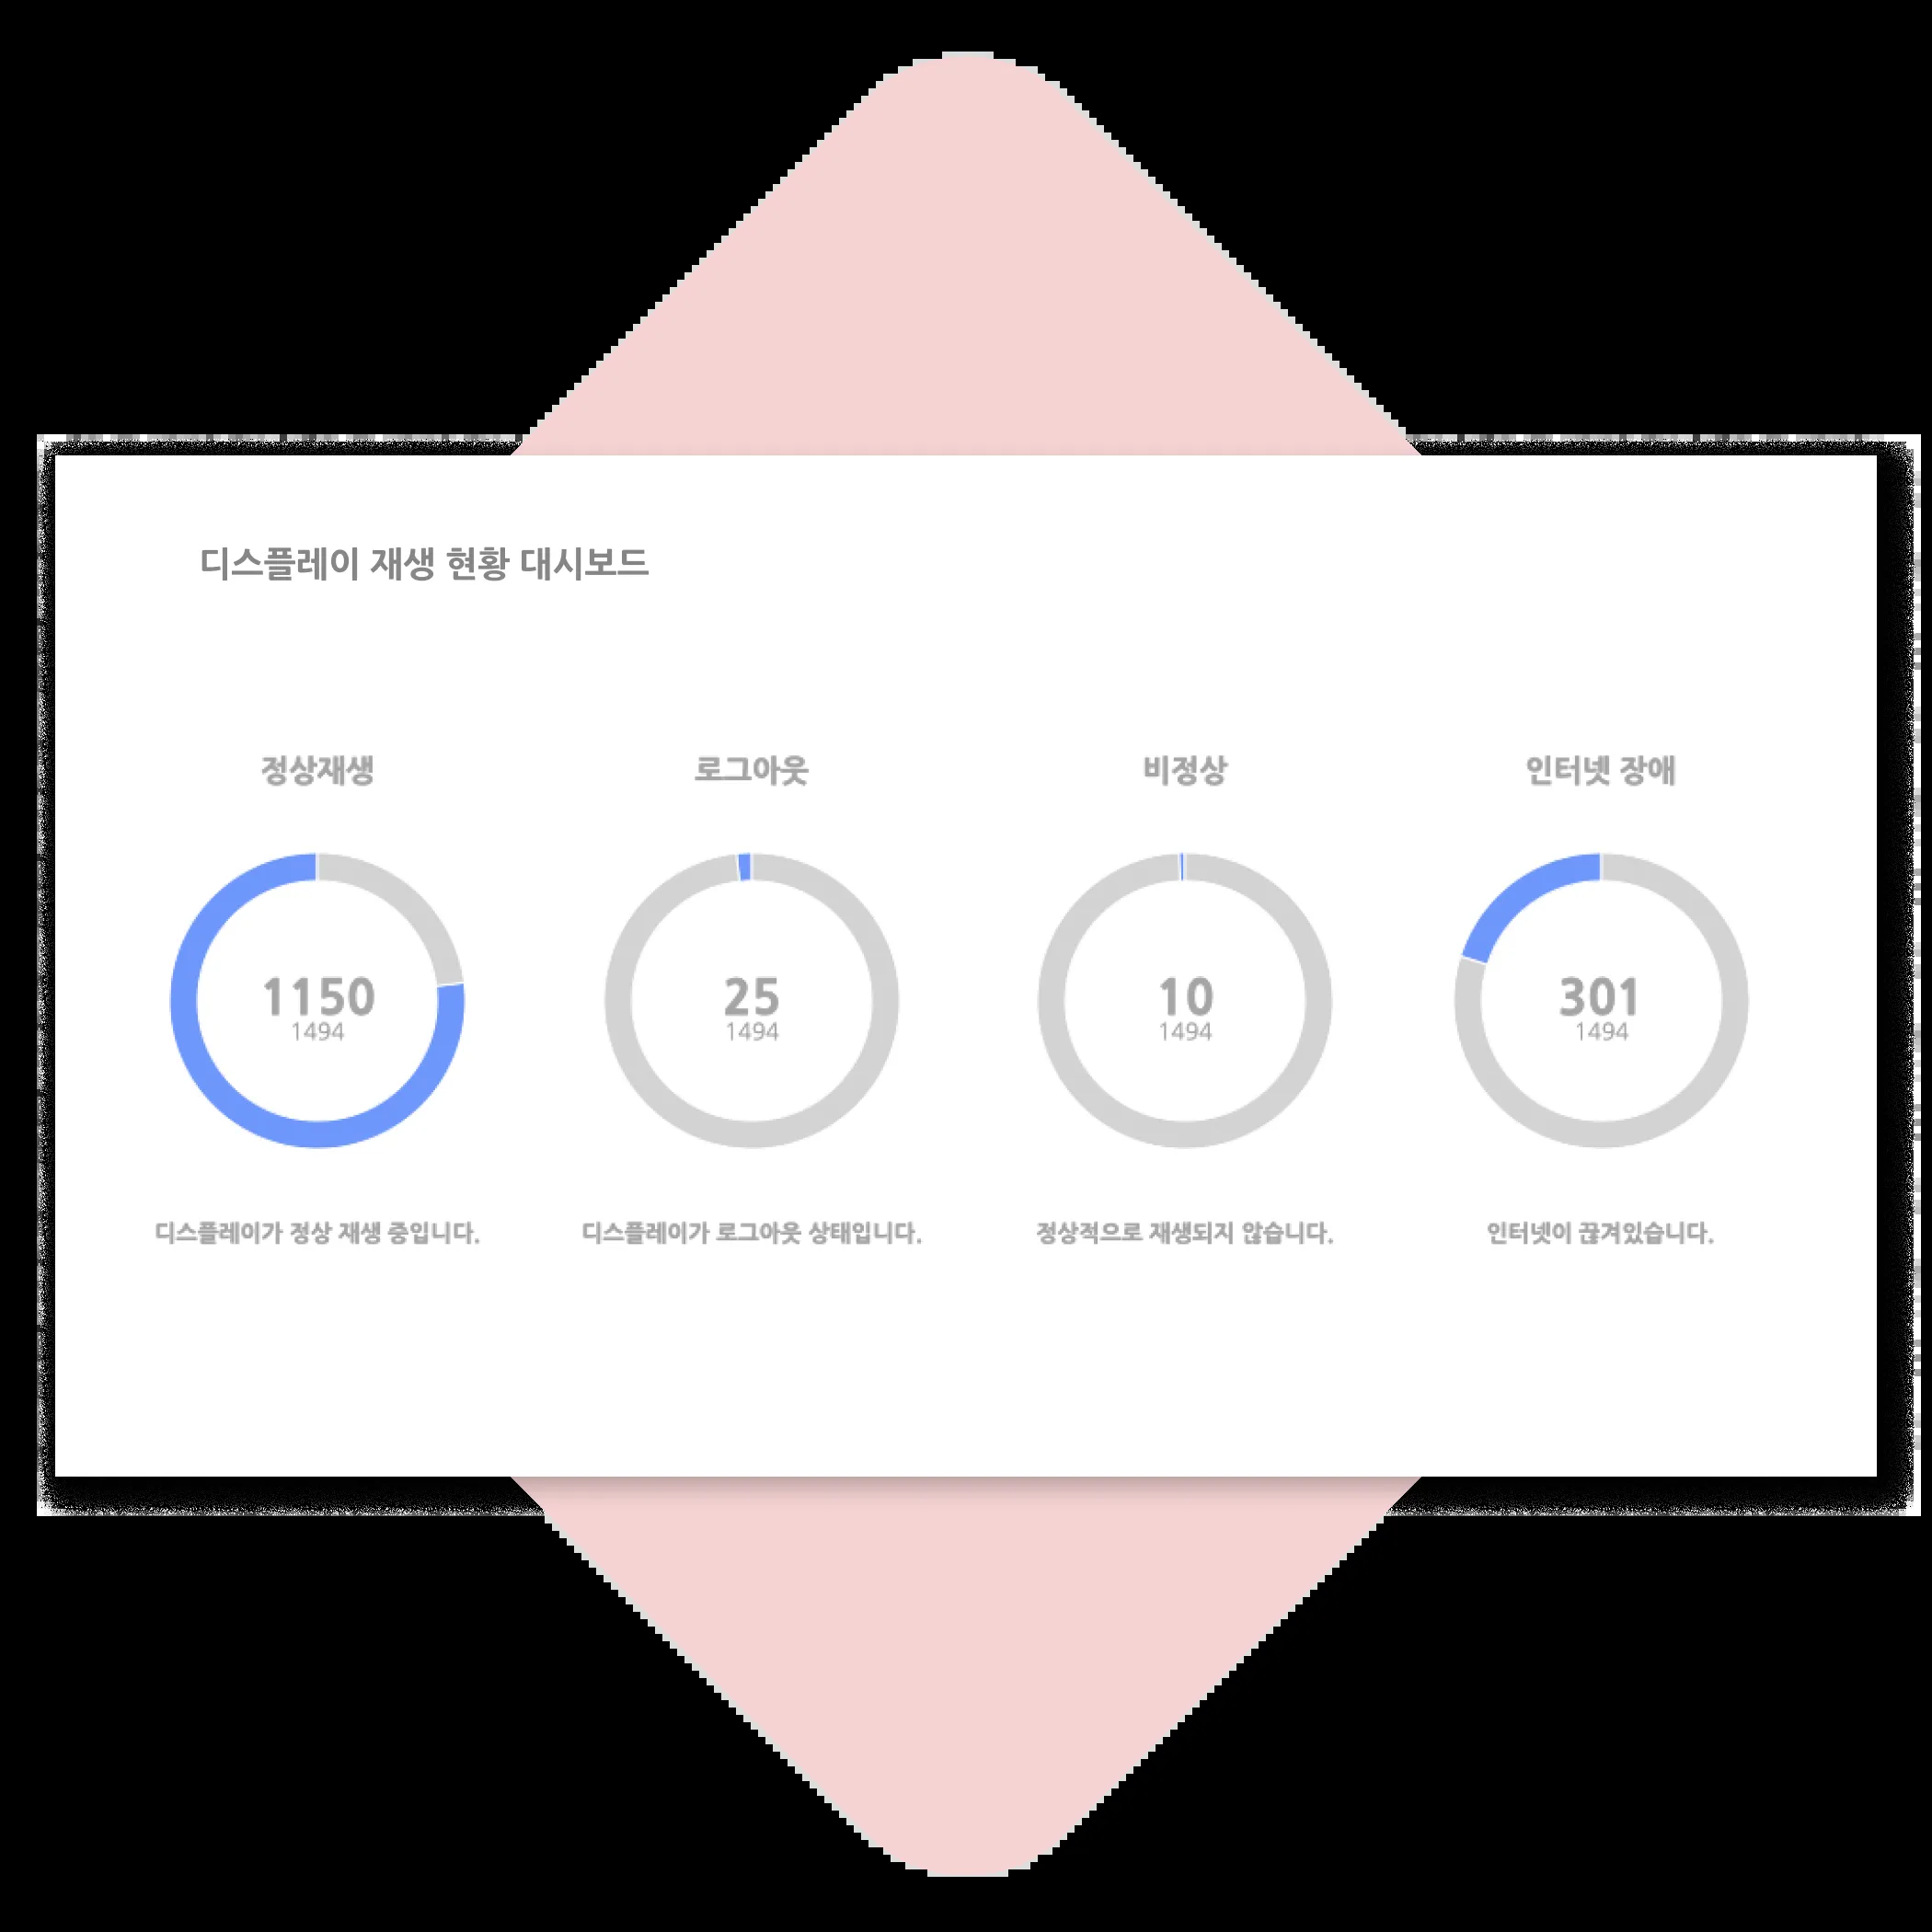 디스플레이 재생 현황 대시보드
정상재생
로그아웃
비정상
인터넷 장애
1150
1494
25
1494
10
1494
301
1494
디스플레이가 정상 재생 중입니다.
디스플레이가 로그아웃 상태입니다.
정상적으로 재생되지 않습니다.
인터넷이 끊겨있습니다.